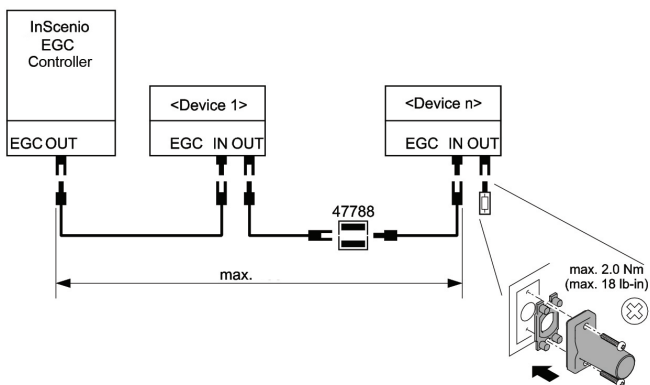 InScenio
EGC
Controller
<Device 1>
<Device n>
EGC OUT
EGC IN OUT
EGC IN OUT
47788
max.
max. 2.0 Nm
(max. 18 lb-in)